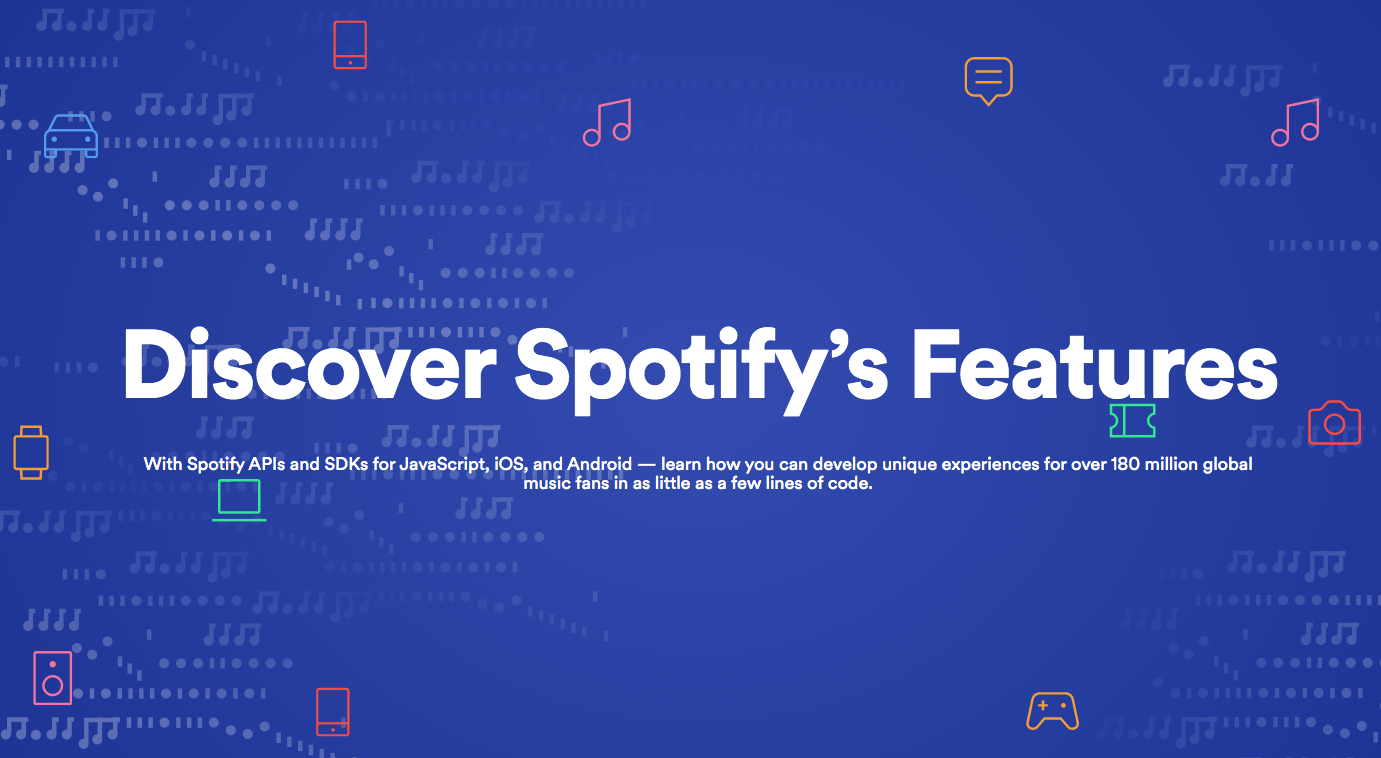 Discover Spotify’s Features
With Spotify APIs and SDKs for JavaScript, iOS, and Android — learn how you can develop unique experiences for over 180 million global
music fans in as little as a few lines of code.